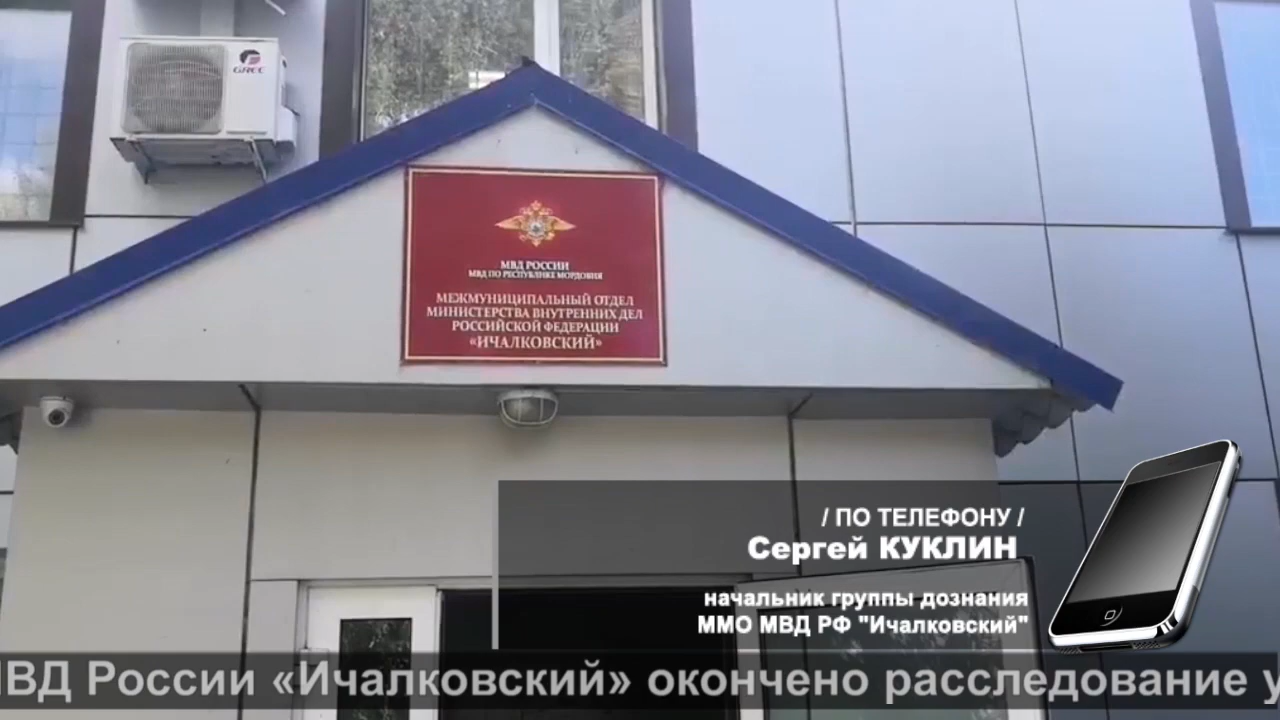 GREE
МВД РОССИИ
МВД ПО РЕСПУБЛИКЕ МОРДОВИЯ
МЕЖМУНИЦИПАЛЬНЫЙ ОТДЕЛ
МИНИСТЕРСТВА ВНУТРЕННИХ ДЕЛ
РОССИЙСКОЙ ФЕДЕРАЦИИ
«ИЧАЛКОВСКИЙ»
/ ПО ТЕЛЕФОНУ /
Сергей КУКЛИН
начальник группы дознания
ММО МВД РФ "Ичалковский"
МВД России «Ичалковский» окончено расследование у